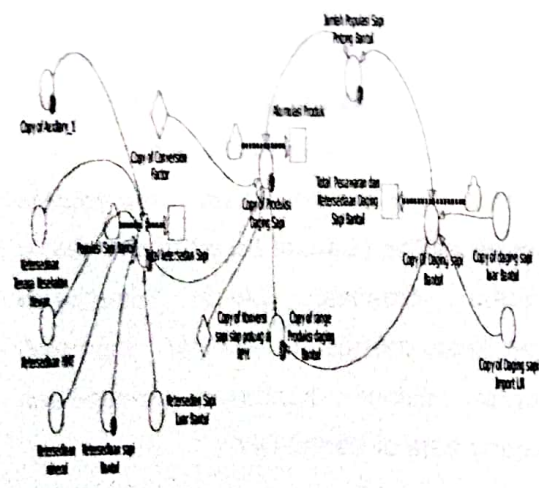 Jumlah Populasi Sapi
Potong Bantul
Copy of Auxiliary_1
Akumulasi Produk
Copy of Conversion
Factor
Copy of Produksi
Daging Sapi
Total Penawaran dan
Ketersediaan Daging
Sapi Bantul
Populasi Sapi Bantul
Total Ketersediaan Sapi
Ketersediaan
Tenaga Kesehatan
Hewan
Copy Of Daging sapi
Bantul
Copy of daging sapi
luar Bantul
Ketersediaan HMT
Copy of Konversi
sapi siap potong di
RPH
Copy of range
Produksi daging
Bantul
Copy of Daging sapi
Import LN
Ketersediaan Sapi
Luar Bantul
Ketersediaan
mineral
Ketersediaan sapi
Bantul